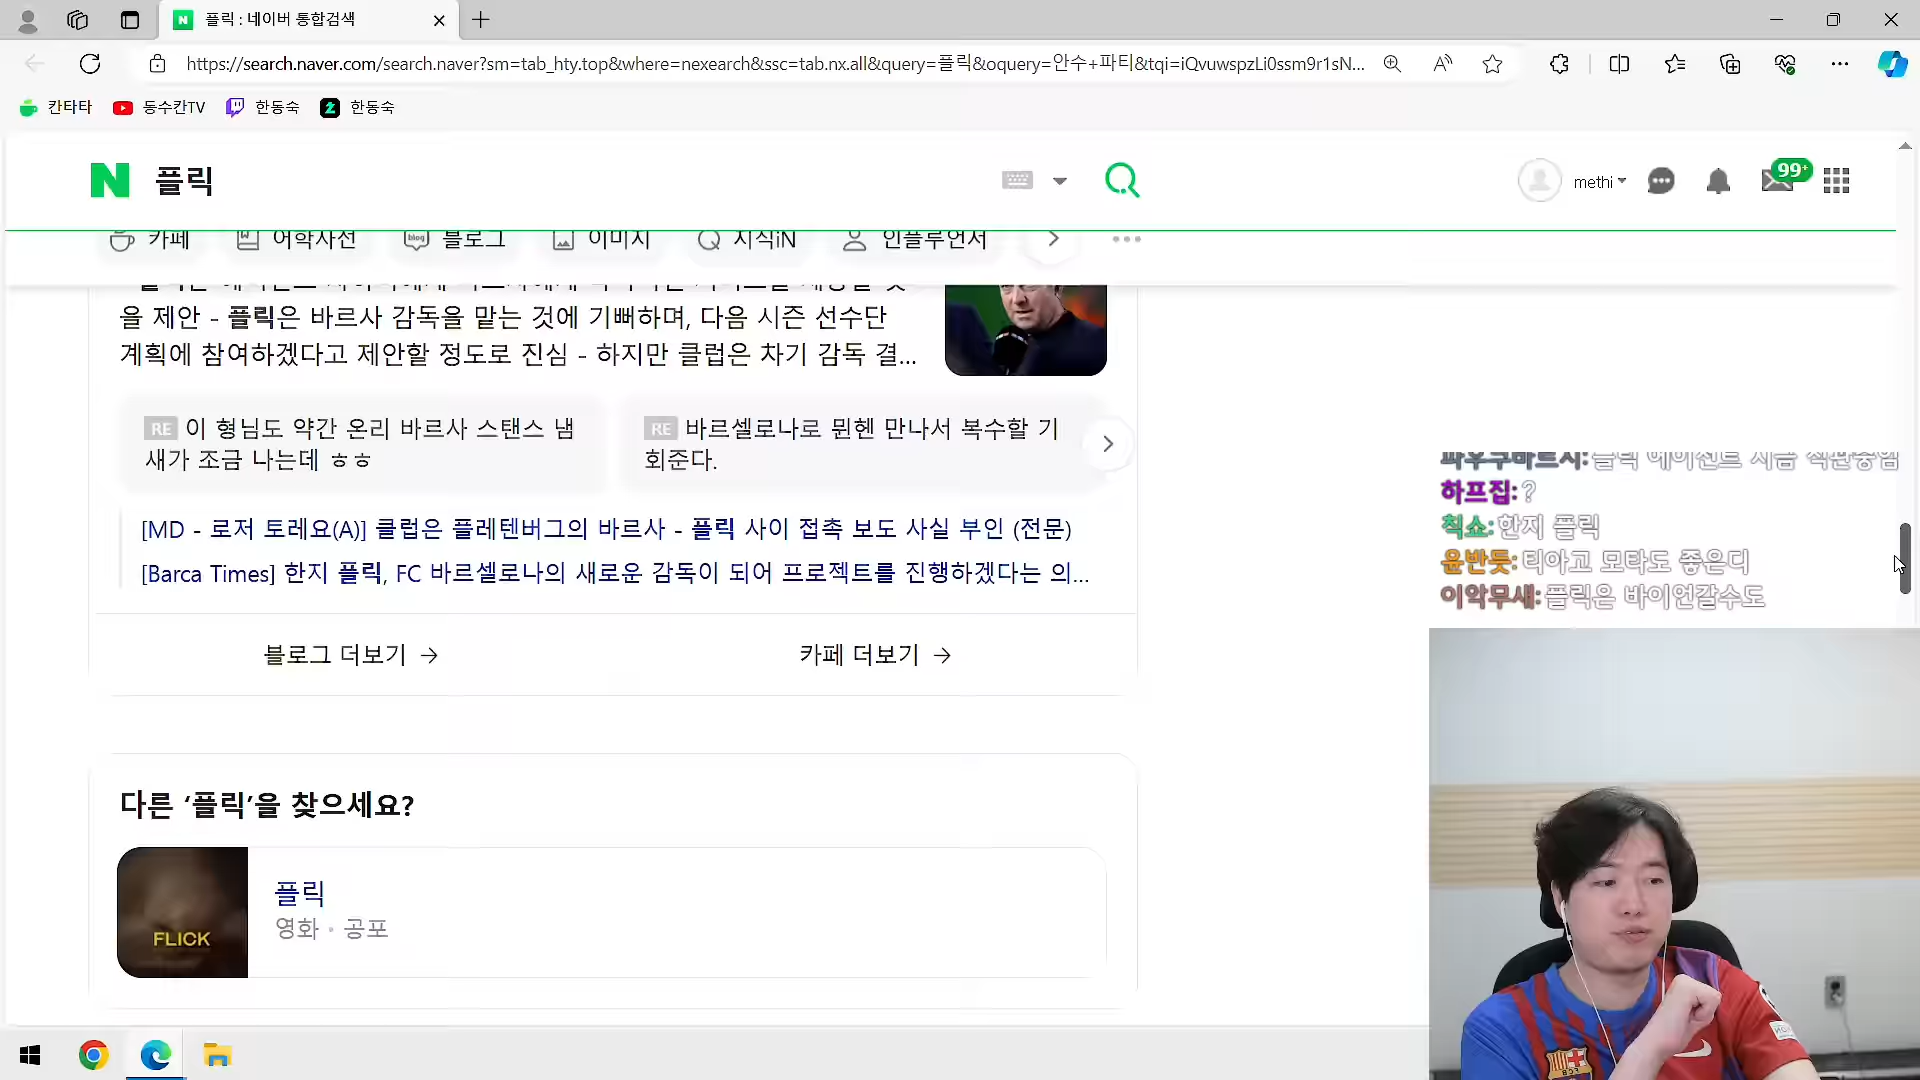 플릭 : 네이버 통합검색
https://search.naver.com/search.naver?sm=tab_hty.top&where=nexearch&ssc=tab.nx.all&query=플릭&oquery=안수+파티&tqi=iQvuwspzLi0ssm9r1sN...
칸타타 둥수칸TV 한동숙 한동숙
N 플릭
methi 99+
카페 어학사전 블로그 이미지 지식iN 인플루언서
을 제안 - 플릭은 바르사 감독을 맡는 것에 기뻐하며, 다음 시즌 선수단
계획에 참여하겠다고 제안할 정도로 진심 - 하지만 클럽은 차기 감독 결...
RE 이 형님도 약간 온리 바르사 스탠스 냄
새가 조금 나는데 ㅎㅎ
RE 바르셀로나로 뮌헨 만나서 복수할 기
회준다.
[MD - 로저 토레요(A)] 클럽은 플레텐버그의 바르사 - 플릭 사이 접촉 보도 사실 부인 (전문)
[Barca Times] 한지 플릭, FC 바르셀로나의 새로운 감독이 되어 프로젝트를 진행하겠다는 의...
블로그 더보기 →
카페 더보기 →
다른 ‘플릭’을 찾으세요?
FLICK
플릭
영화 · 공포
하프집: ?
칙쇼: 한지 플릭
윤반듯: 티아고 모타도 좋은디
이악무새: 플릭은 바이언갈수도